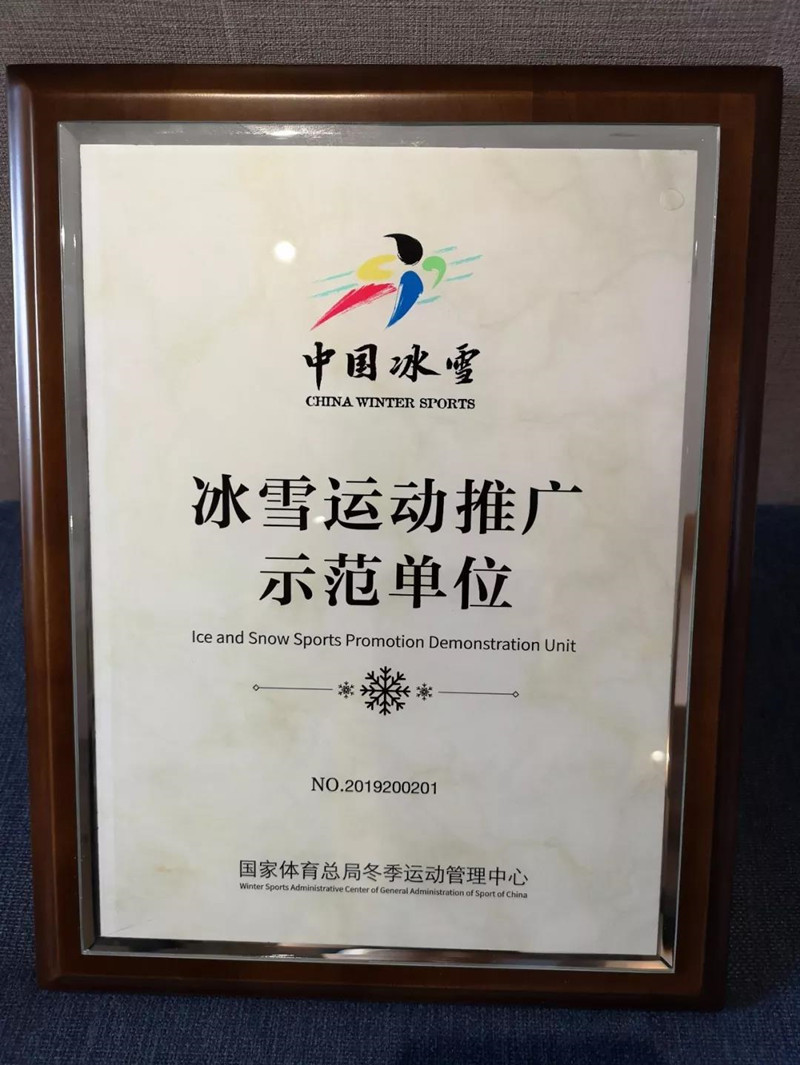 中国冰雪
CHINA WINTER SPORTS
冰雪运动推广
示范单位
Ice and Snow Sports Promotion Demonstration Unit
NO.2019200201
国家体育总局冬季运动管理中心
Winter Sports Administrative Center of General Administration of Sport of China